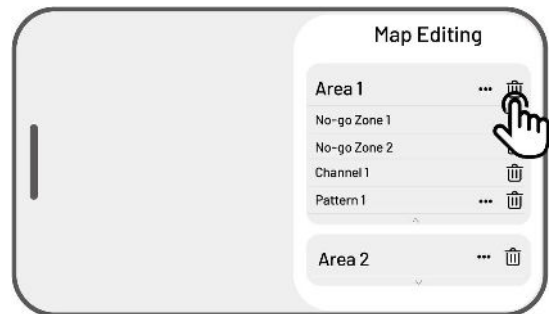 Map Editing
Area 1 •••
No-go Zone 1
No-go Zone 2
Channel 1
Pattern 1 •••
Area 2 •••